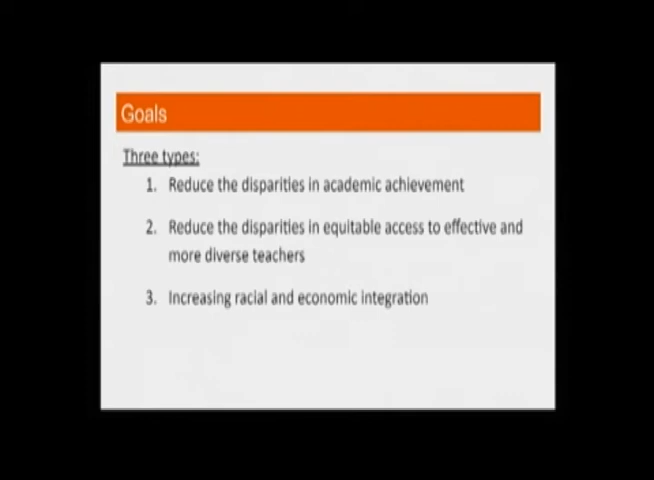 Goals
Three types:
1. Reduce the disparities in academic achievement
2. Reduce the disparities in equitable access to effective and
more diverse teachers
3. Increasing racial and economic integration